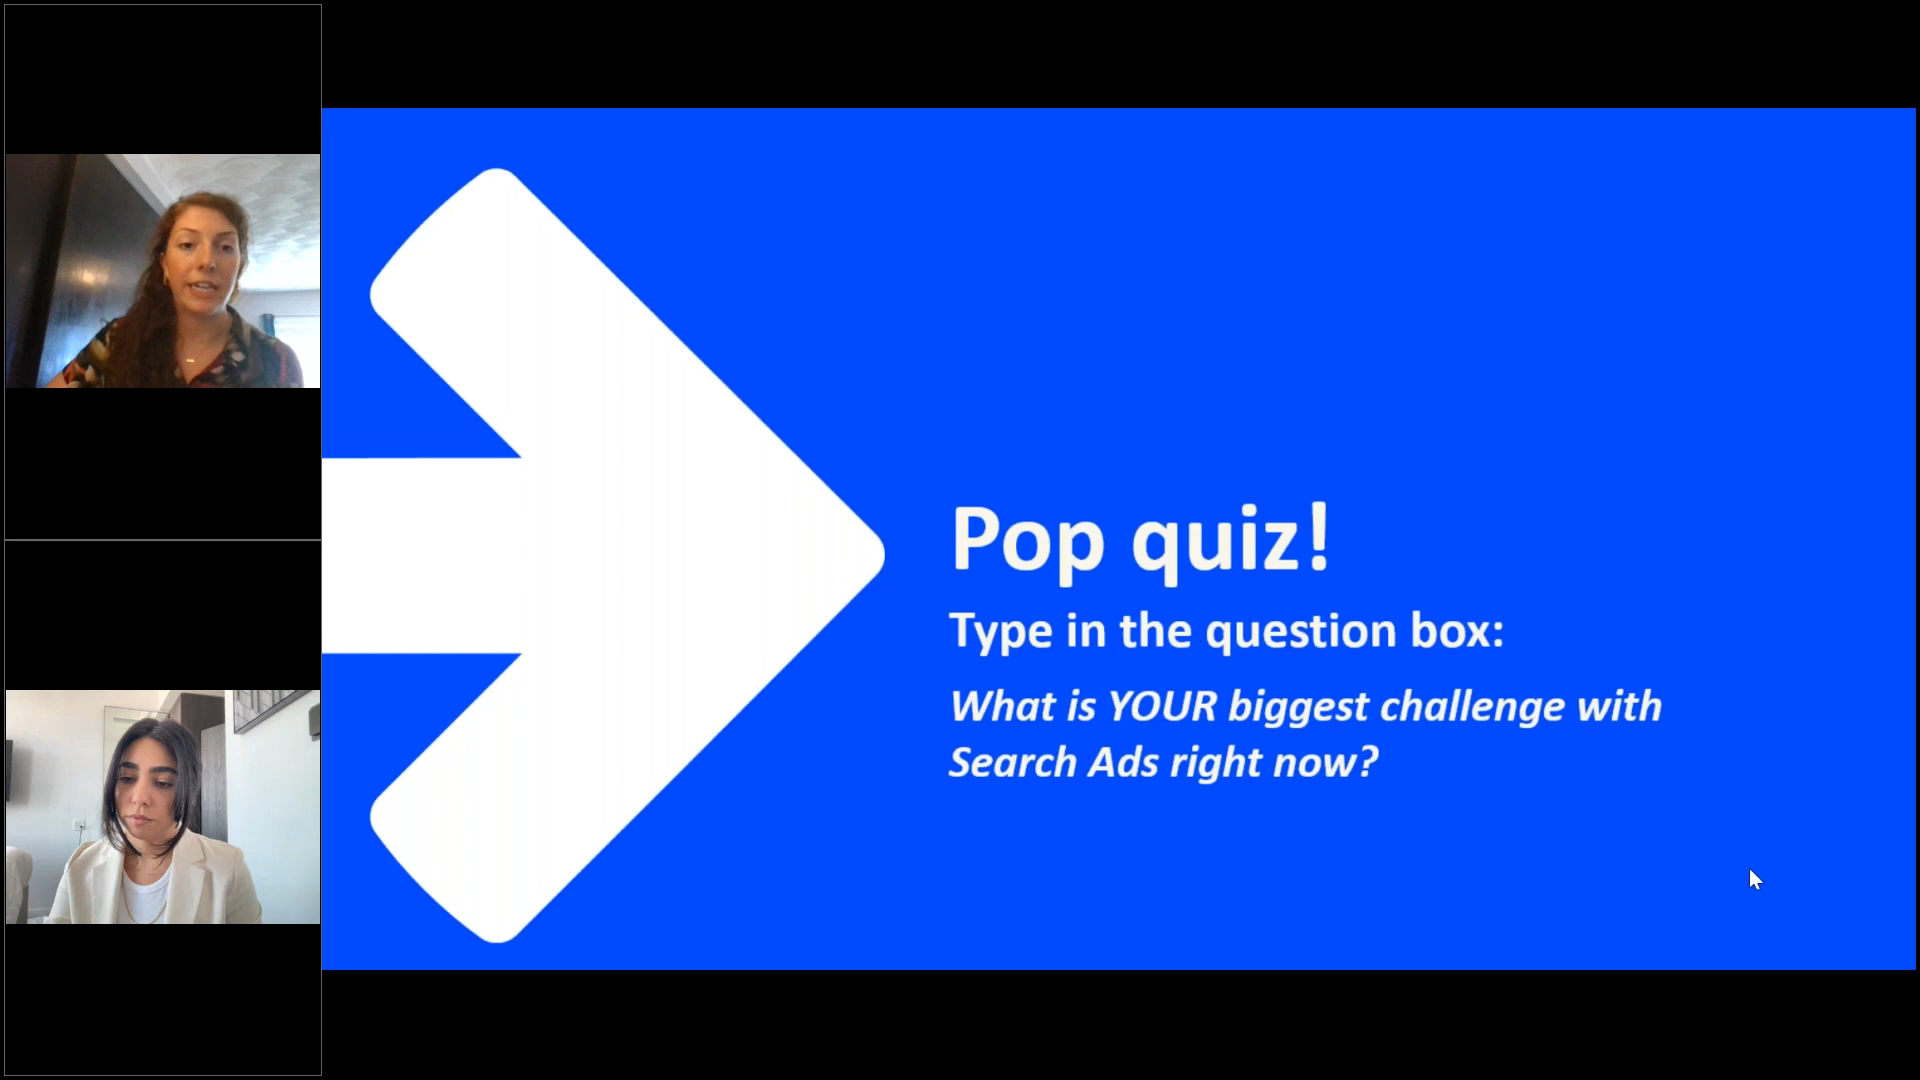 Pop quiz!
Type in the question box:
What is YOUR biggest challenge with
Search Ads right now?